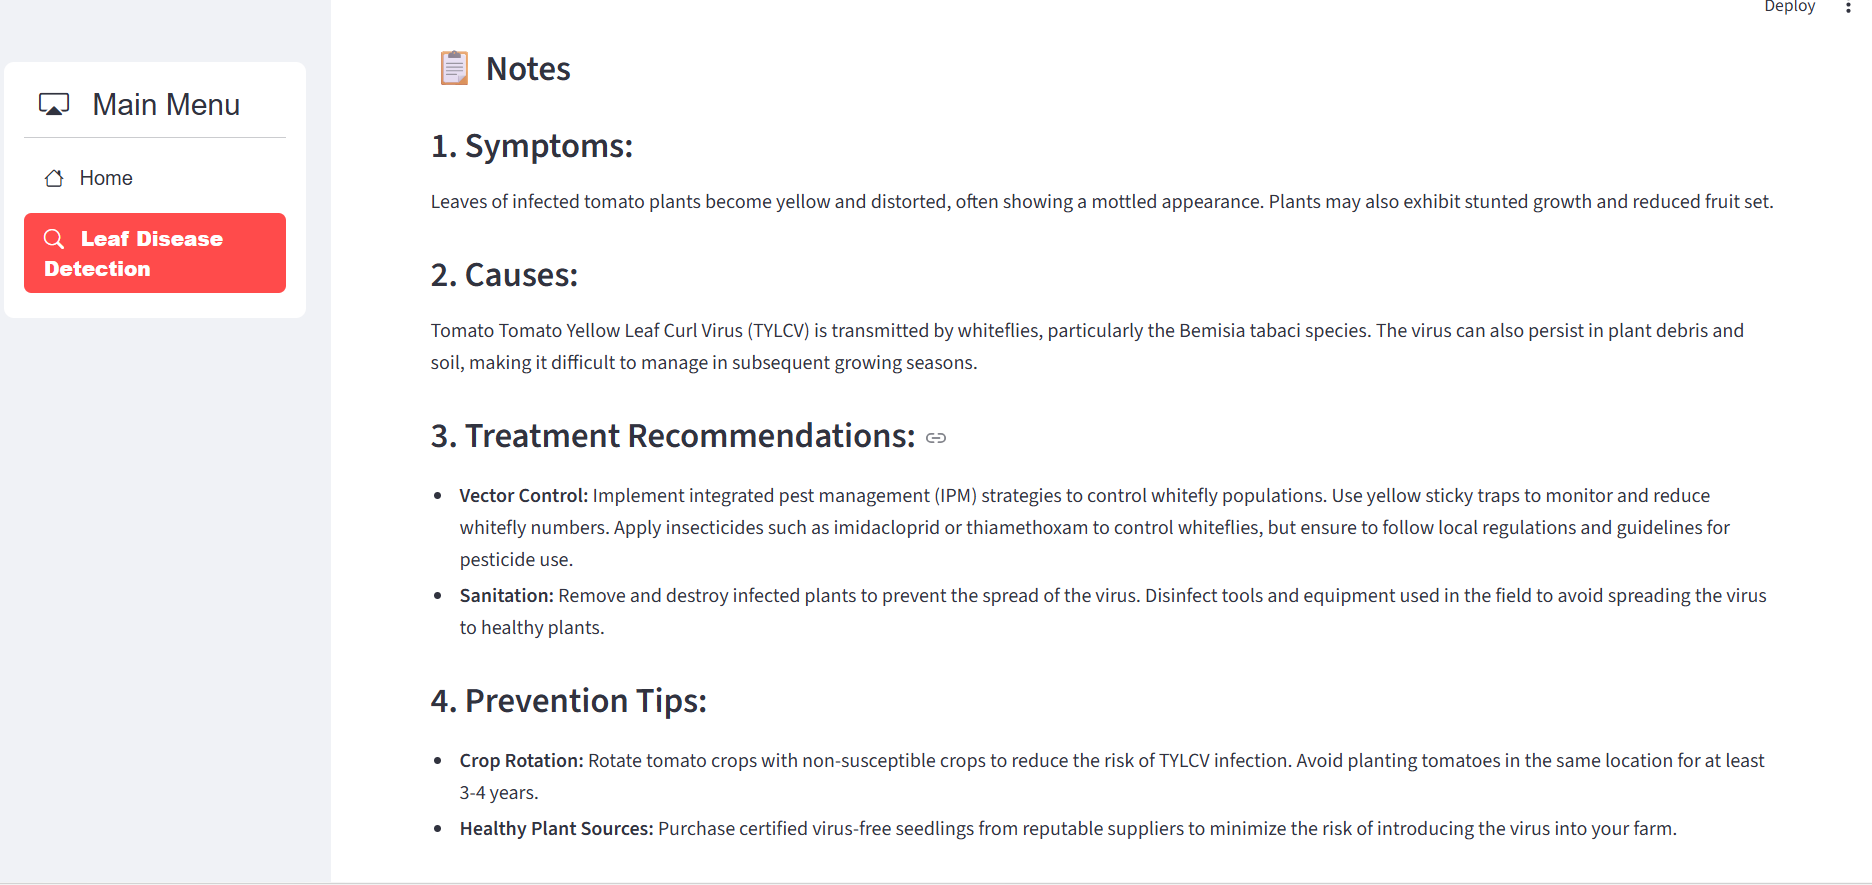 Deploy
Main Menu
Home
Leaf Disease
Detection
Notes
1. Symptoms:
Leaves of infected tomato plants become yellow and distorted, often showing a mottled appearance. Plants may also exhibit stunted growth and reduced fruit set.
2. Causes:
Tomato Tomato Yellow Leaf Curl Virus (TYLCV) is transmitted by whiteflies, particularly the Bemisia tabaci species. The virus can also persist in plant debris and
soil, making it difficult to manage in subsequent growing seasons.
3. Treatment Recommendations:
• Vector Control: Implement integrated pest management (IPM) strategies to control whitefly populations. Use yellow sticky traps to monitor and reduce
whitefly numbers. Apply insecticides such as imidacloprid or thiamethoxam to control whiteflies, but ensure to follow local regulations and guidelines for
pesticide use.
• Sanitation: Remove and destroy infected plants to prevent the spread of the virus. Disinfect tools and equipment used in the field to avoid spreading the virus
to healthy plants.
4. Prevention Tips:
• Crop Rotation: Rotate tomato crops with non-susceptible crops to reduce the risk of TYLCV infection. Avoid planting tomatoes in the same location for at least
3-4 years.
• Healthy Plant Sources: Purchase certified virus-free seedlings from reputable suppliers to minimize the risk of introducing the virus into your farm.